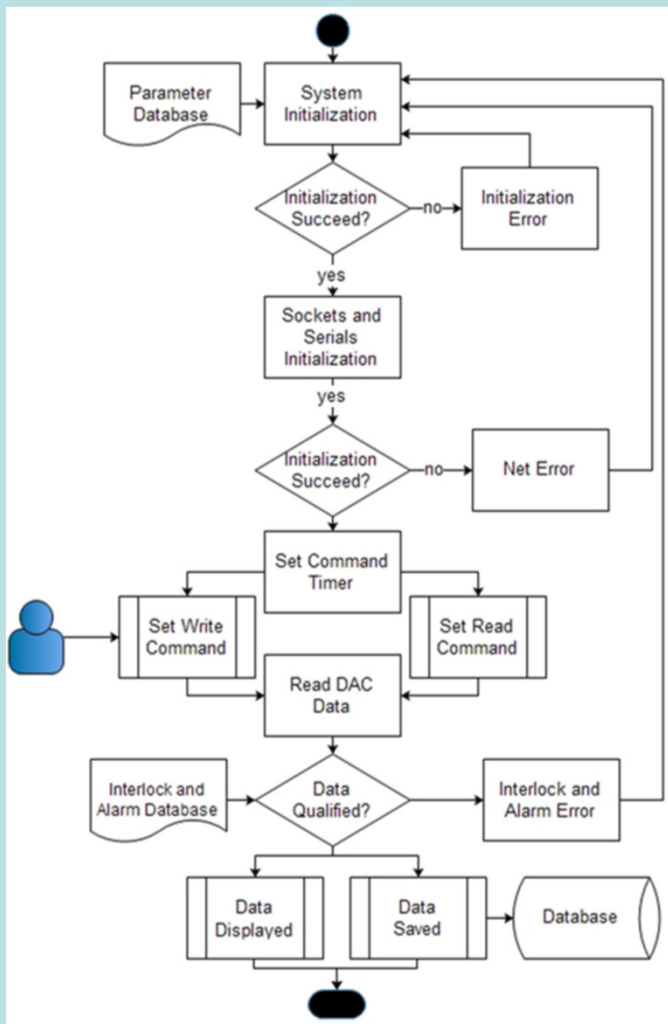 Parameter
Database
System
Initialization
Initialization
Succeed?
no
Initialization
Error
yes
Sockets and
Serials
Initialization
yes
Initialization
Succeed?
no
Net Error
Set Command
Timer
Set Write
Command
Set Read
Command
Read DAC
Data
Interlock and
Alarm Database
Data
Qualified?
Interlock and
Alarm Error
Data
Displayed
Data
Saved
Database